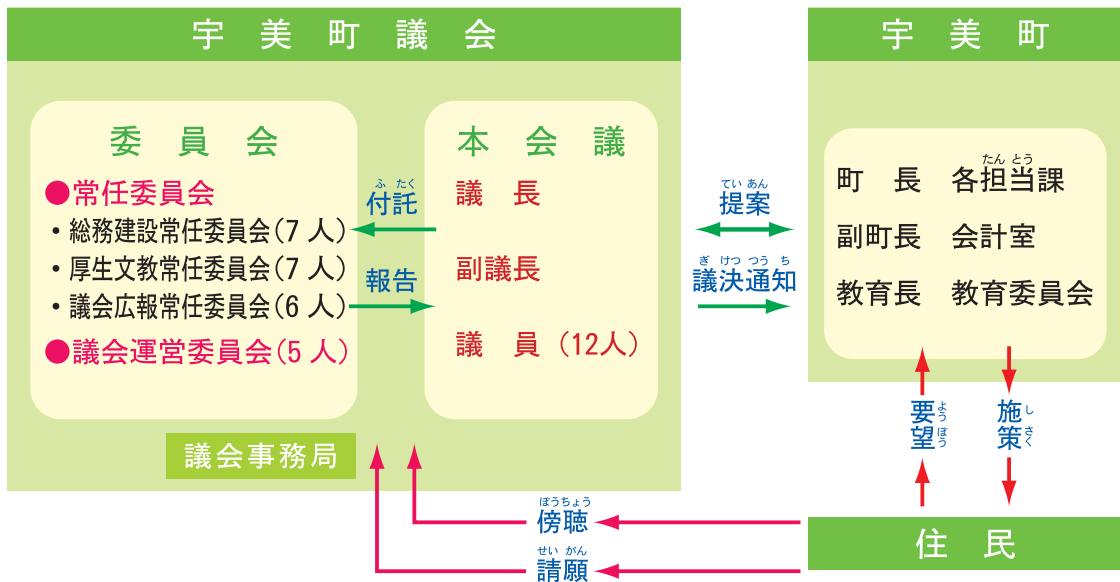 宇美町議会
委員会
●常任委員会
・総務建設常任委員会(7人)
・厚生文教常任委員会(7人)
・議会広報常任委員会(6人)
●議会運営委員会(5人)
議会事務局
ふ たく
付託
報告
本会議
議長
副議長
議員(12人)
てい あん
提案
ぎ けつ つう ち
議決通知
宇美町
町長 各担当課
たん とう
副町長 会計室
教育長 教育委員会
要望
よう ぼう
施策
し さく
ぼうちょう
傍聴
せい がん
請願
住民